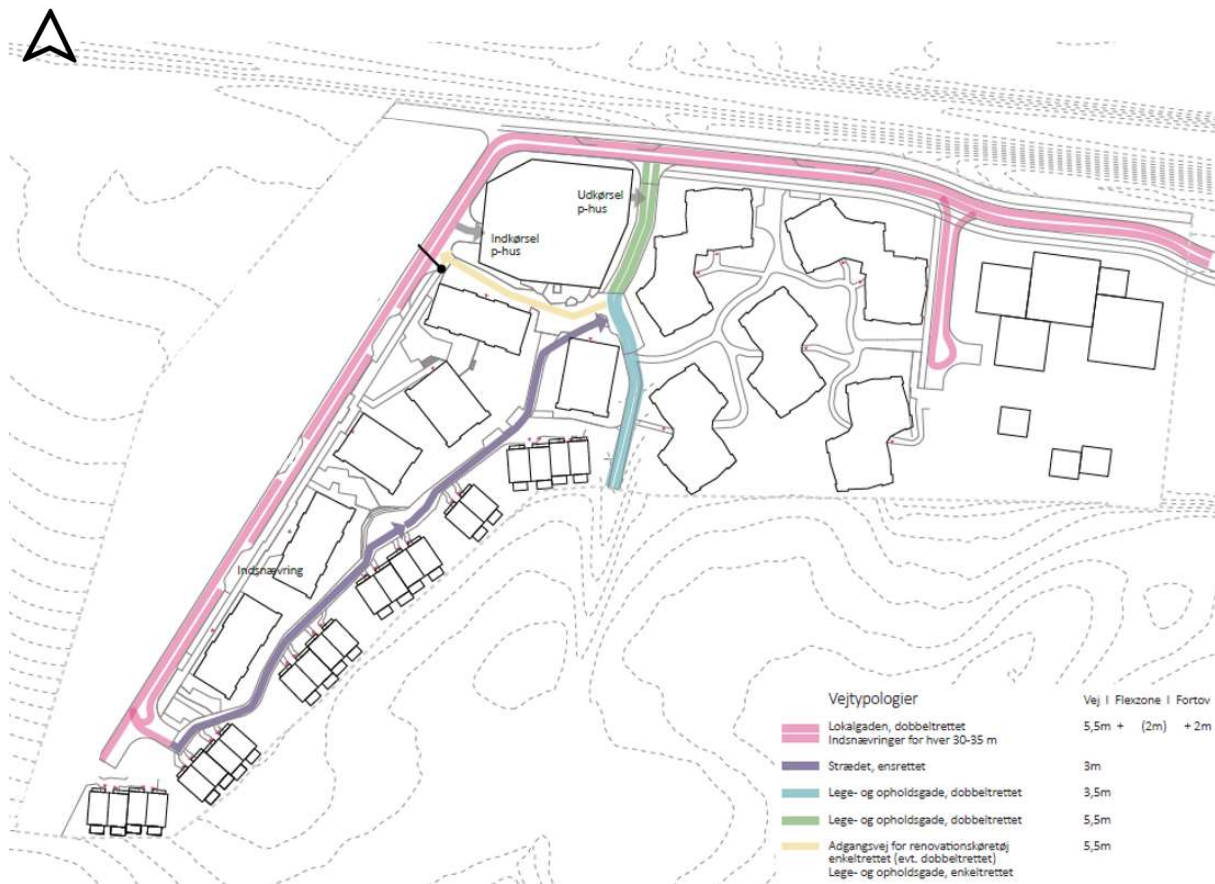 Udkørsel
p-hus
Indkørsel
p-hus
Indsnævring
Vejtypologier
Vej I Flexzone I Fortov
Lokalgaden, dobbeltrettet
Indsnævringer for hver 30-35 m
5,5m + (2m) + 2m
Strædet, ensrettet
3m
Lege- og opholdsgade, dobbeltrettet
3,5m
Lege- og opholdsgade, dobbeltrettet
5,5m
Adgangsvej for renovationskøretøj
enkeltrettet (evt. dobbeltrettet)
Lege- og opholdsgade, enkeltrettet
5,5m